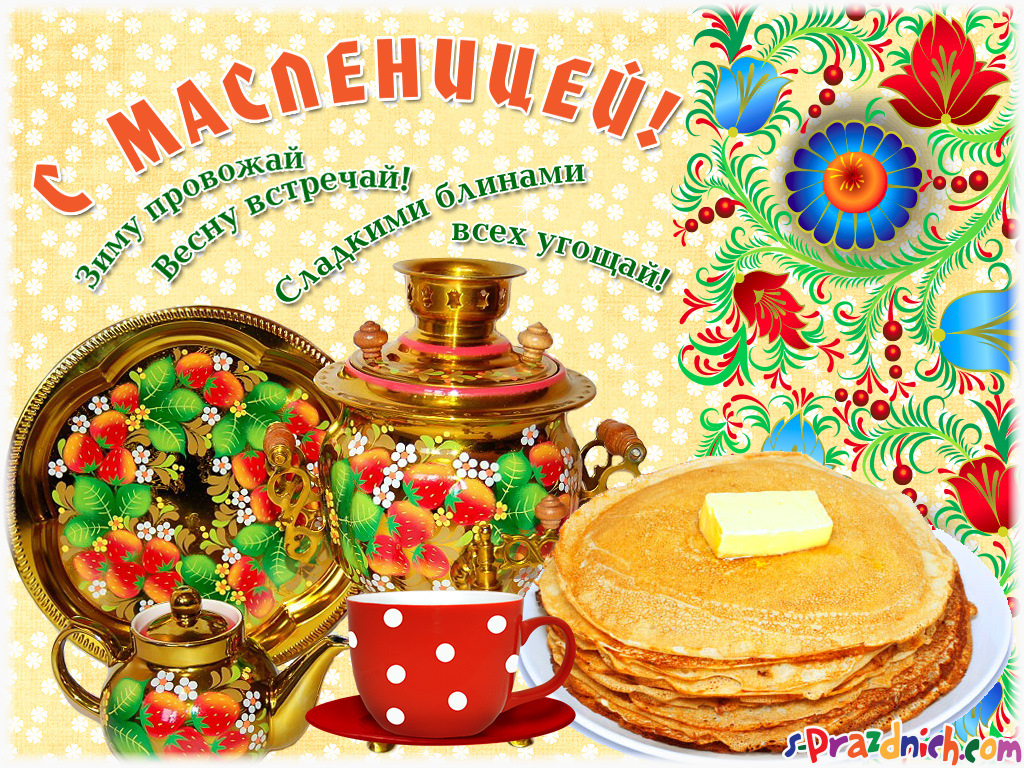 С МАСЛЕНИЦЕЙ!
Зиму провожай
Весну встречай!
Сладкими блинами
всех угощай!
s-Prazdnich.com